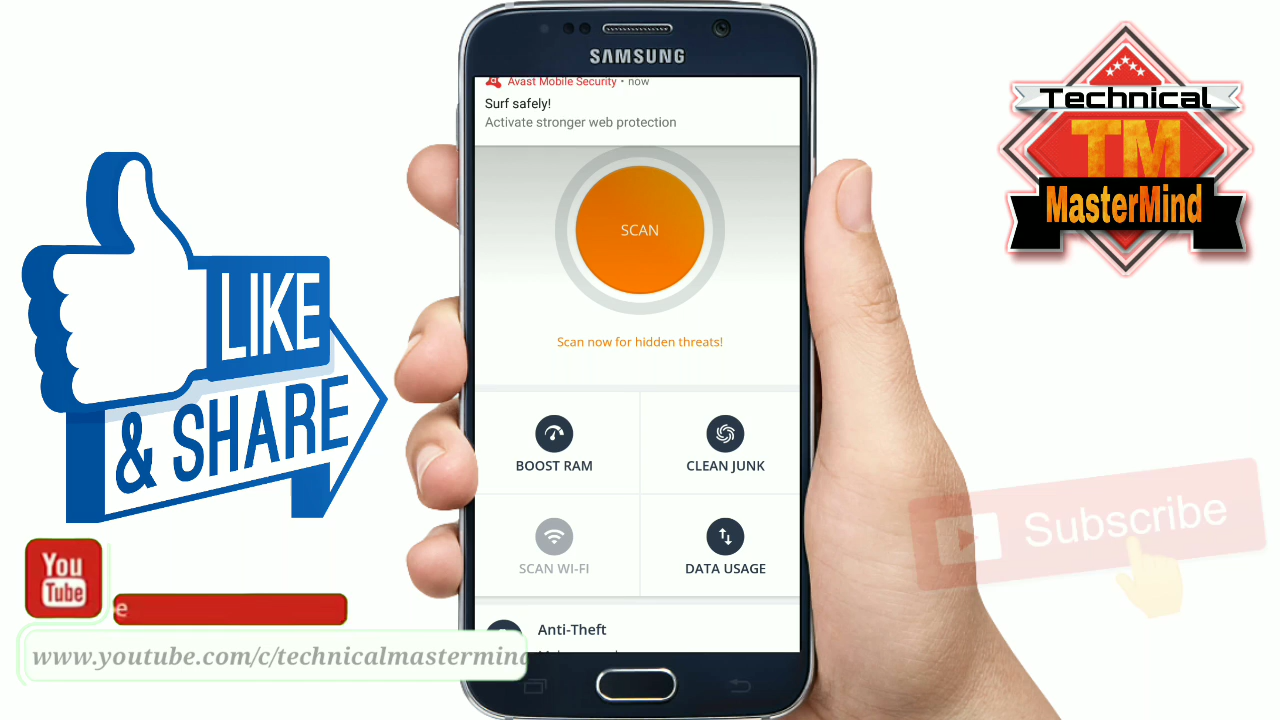 SAMSUNG
Avast Mobile Security • now
Surf safely!
Activate stronger web protection
SCAN
Scan now for hidden threats!
BOOST RAM
CLEAN JUNK
SCAN WI-FI
DATA USAGE
Anti-Theft
LIKE
& SHARE
You
Tube
e
www.youtube.com/c/technicalmastermind
Technical
TM
MasterMind
Subscribe